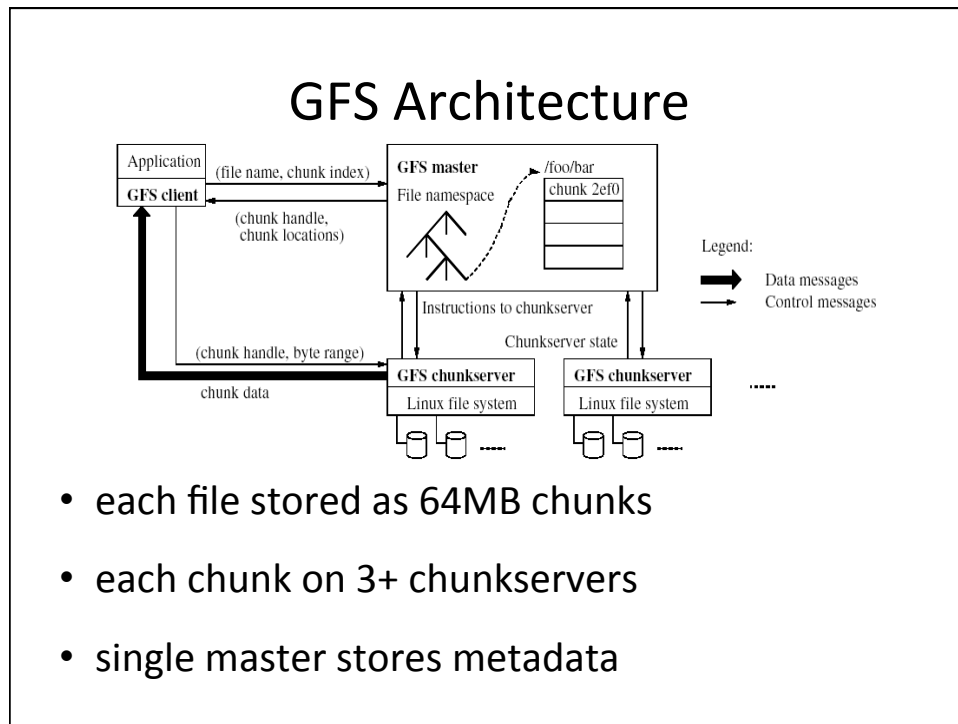 GFS Architecture
Application
GFS client
(file name, chunk index)
(chunk handle,
chunk locations)
GFS master
File namespace
/foo/bar
chunk 2ef0
Legend:
Data messages
Control messages
Instructions to chunkserver
Chunkserver state
(chunk handle, byte range)
chunk data
GFS chunkserver
Linux file system
GFS chunkserver
Linux file system
• each file stored as 64MB chunks
• each chunk on 3+ chunkservers
• single master stores metadata